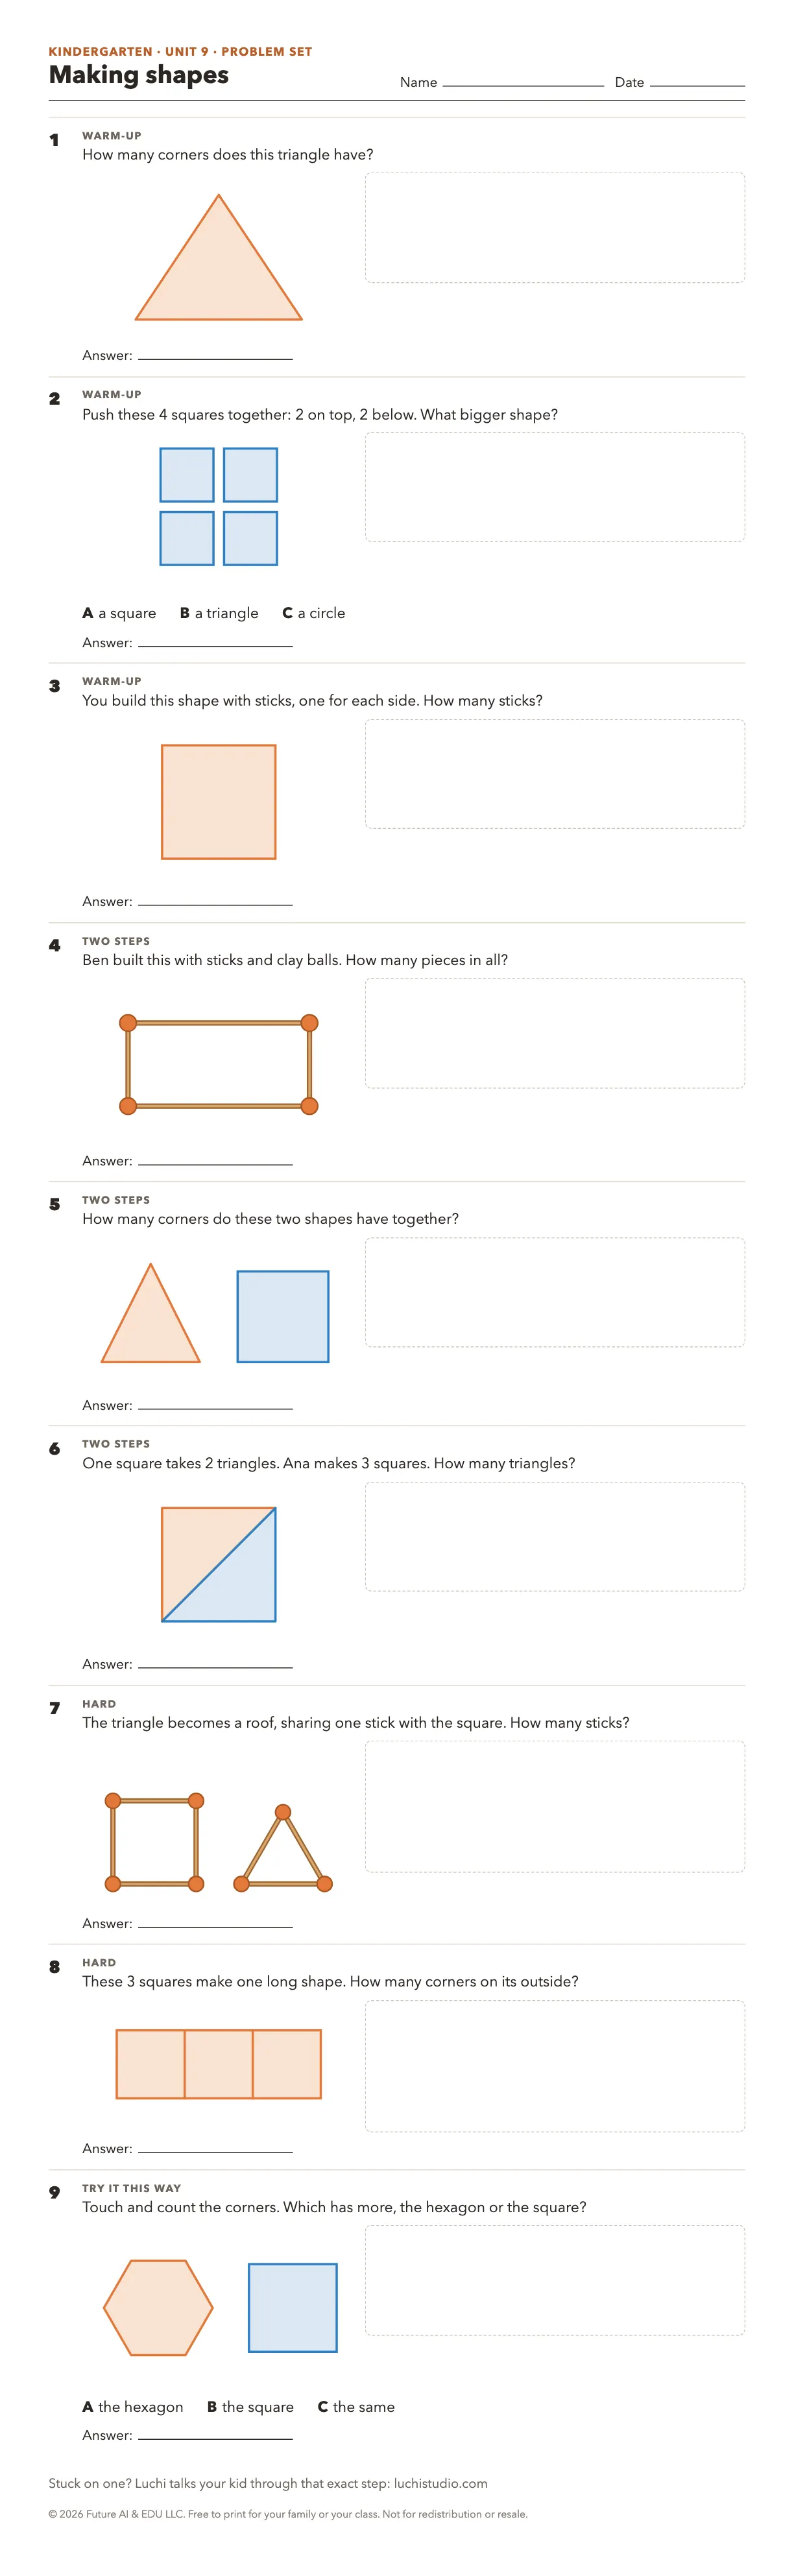 KINDERGARTEN · UNIT 9 · PROBLEM SET
Making shapes
Name
Date
1
WARM-UP
How many corners does this triangle have?
Answer:
2
WARM-UP
Push these 4 squares together: 2 on top, 2 below. What bigger shape?
A a square B a triangle C a circle
Answer:
3
WARM-UP
You build this shape with sticks, one for each side. How many sticks?
Answer:
4
TWO STEPS
Ben built this with sticks and clay balls. How many pieces in all?
Answer:
5
TWO STEPS
How many corners do these two shapes have together?
Answer:
6
TWO STEPS
One square takes 2 triangles. Ana makes 3 squares. How many triangles?
Answer:
7
HARD
The triangle becomes a roof, sharing one stick with the square. How many sticks?
Answer:
8
HARD
These 3 squares make one long shape. How many corners on its outside?
Answer:
9
TRY IT THIS WAY
Touch and count the corners. Which has more, the hexagon or the square?
A the hexagon B the square C the same
Answer:
Stuck on one? Luchi talks your kid through that exact step: luchistudio.com
© 2026 Future AI & EDU LLC. Free to print for your family or your class. Not for redistribution or resale.